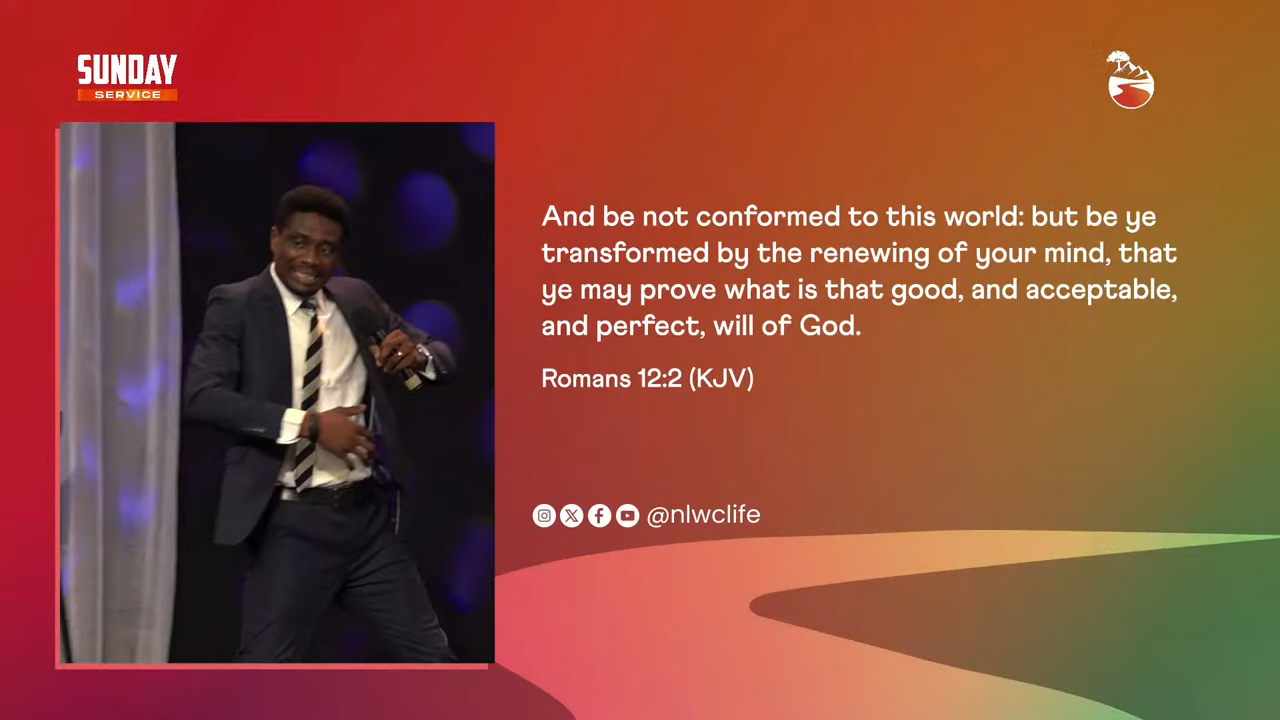 SUNDAY
SERVICE
And be not conformed to this world: but be ye
transformed by the renewing of your mind, that
ye may prove what is that good, and acceptable,
and perfect, will of God.
Romans 12:2 (KJV)
@nlwclife